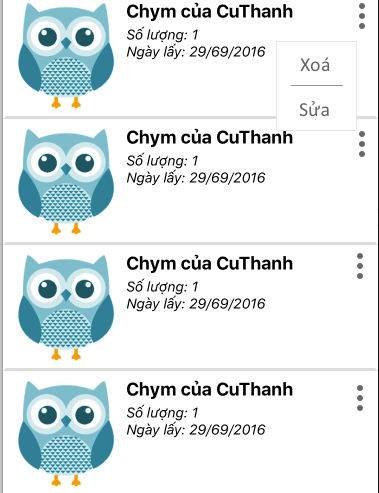 Chym của CuThanh
Số lượng: 1
Ngày lấy: 29/69/2016
Xoá
Sửa
Chym của CuThanh
Số lượng: 1
Ngày lấy: 29/69/2016
Chym của CuThanh
Số lượng: 1
Ngày lấy: 29/69/2016
Chym của CuThanh
Số lượng: 1
Ngày lấy: 29/69/2016